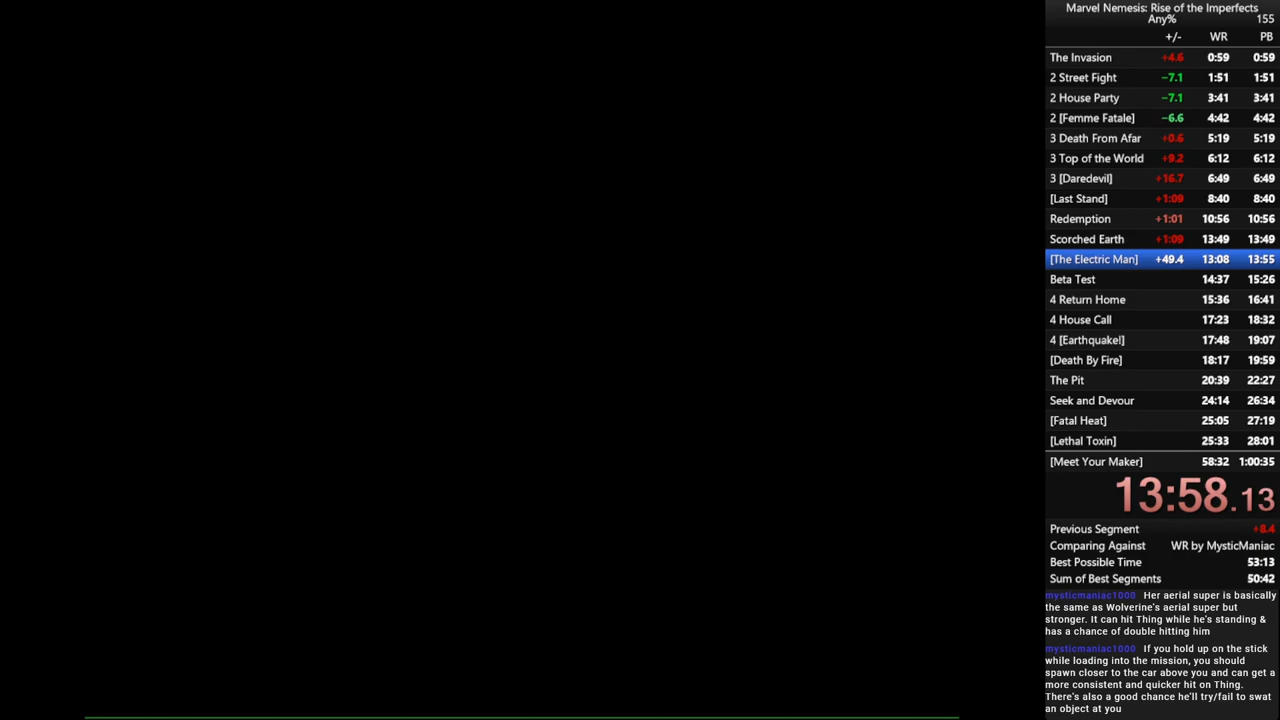 Marvel Nemesis: Rise of the Imperfects
Any% 155
+/- WR PB
The Invasion +4.6 0:59 0:59
2 Street Fight −7.1 1:51 1:51
2 House Party −7.1 3:41 3:41
2 [Femme Fatale] −6.6 4:42 4:42
3 Death From Afar +0.6 5:19 5:19
3 Top of the World +9.2 6:12 6:12
3 [Daredevil] +16.7 6:49 6:49
[Last Stand] +1:09 8:40 8:40
Redemption +1:01 10:56 10:56
Scorched Earth +1:09 13:49 13:49
[The Electric Man] +49.4 13:08 13:55
Beta Test 14:37 15:26
4 Return Home 15:36 16:41
4 House Call 17:23 18:32
4 [Earthquake!] 17:48 19:07
[Death By Fire] 18:17 19:59
The Pit 20:39 22:27
Seek and Devour 24:14 26:34
[Fatal Heat] 25:05 27:19
[Lethal Toxin] 25:33 28:01
[Meet Your Maker] 58:32 1:00:35
13:58.13
Previous Segment +8.4
Comparing Against WR by MysticManiac
Best Possible Time 53:13
Sum of Best Segments 50:42
mysticmaniac1000 Her aerial super is basically
the same as Wolverine's aerial super but
stronger. It can hit Thing while he's standing &
has a chance of double hitting him
mysticmaniac1000 If you hold up on the stick
while loading into the mission, you should
spawn closer to the car above you and can get a
more consistent and quicker hit on Thing.
There's also a good chance he'll try/fail to swat
an object at you